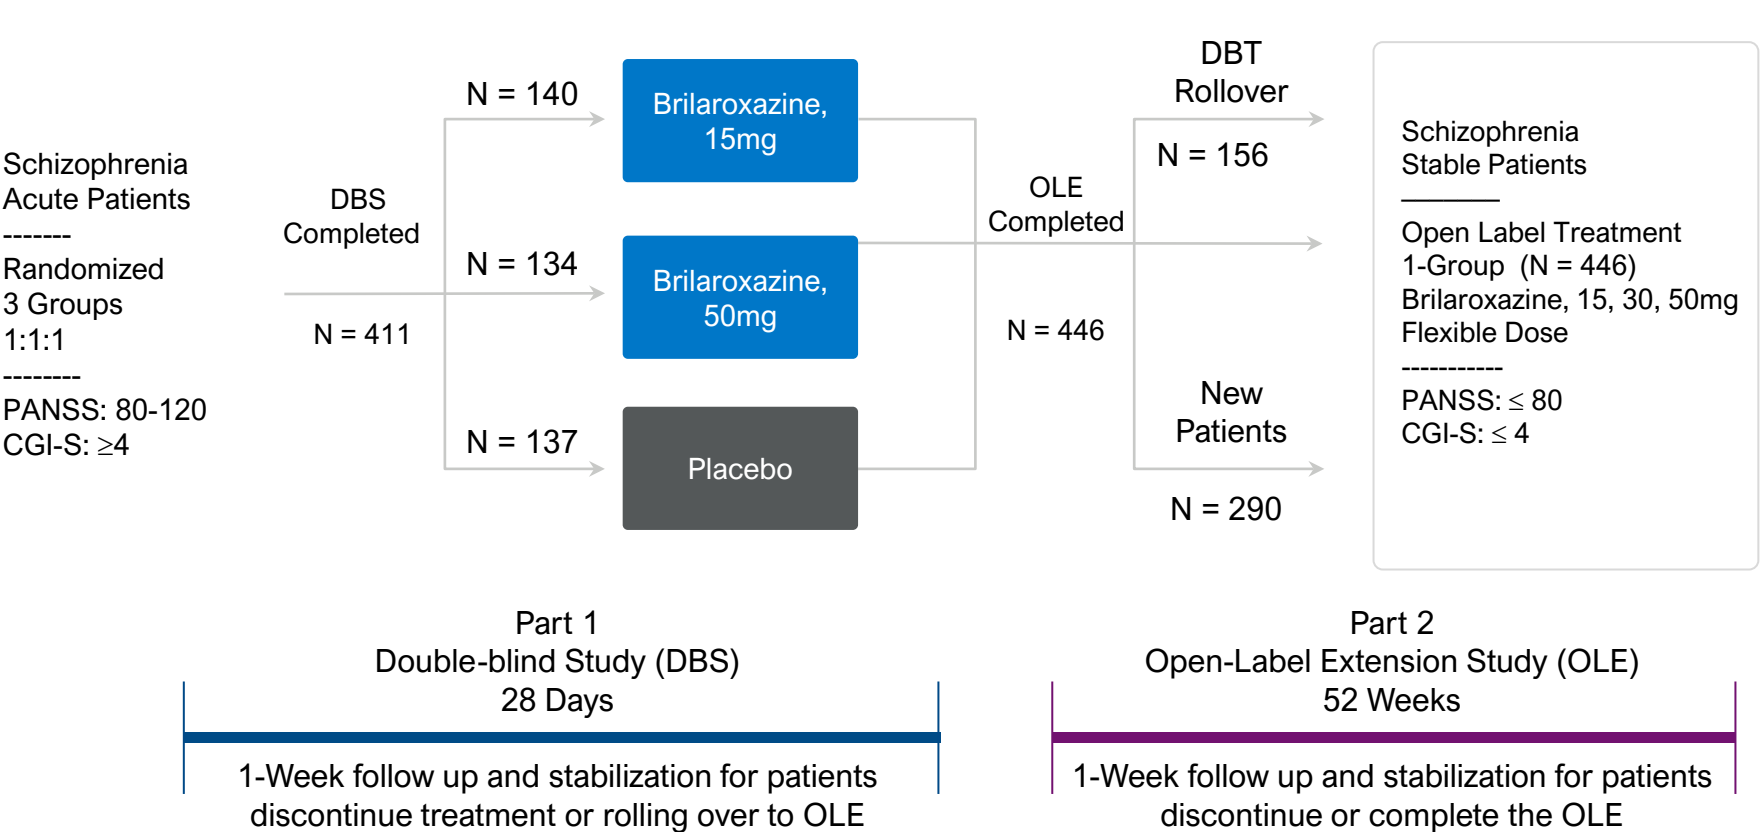 Schizophrenia
Acute Patients
-------
Randomized
3 Groups
1:1:1
--------
PANSS: 80-120
CGI-S: ≥4
DBS
Completed
N = 411
N = 140
N = 134
N = 137
Brilaroxazine,
15mg
Brilaroxazine,
50mg
Placebo
OLE
Completed
N = 446
DBT
Rollover
N = 156
New
Patients
N = 290
Schizophrenia
Stable Patients
Open Label Treatment
1-Group (N = 446)
Brilaroxazine, 15, 30, 50mg
Flexible Dose
-----------
PANSS: ≤ 80
CGI-S: ≤ 4
Part 1
Double-blind Study (DBS)
28 Days
1-Week follow up and stabilization for patients
discontinue treatment or rolling over to OLE
Part 2
Open-Label Extension Study (OLE)
52 Weeks
1-Week follow up and stabilization for patients
discontinue or complete the OLE